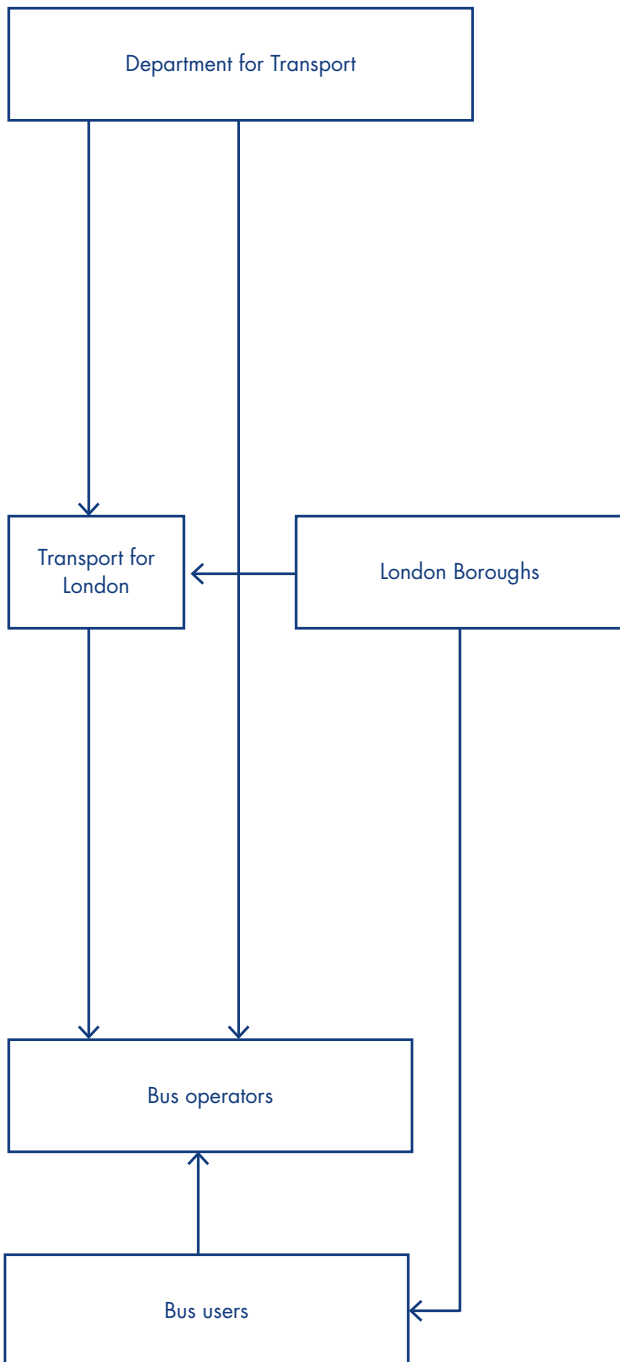 Department for Transport
Transport for
London
London Boroughs
Bus operators
Bus users